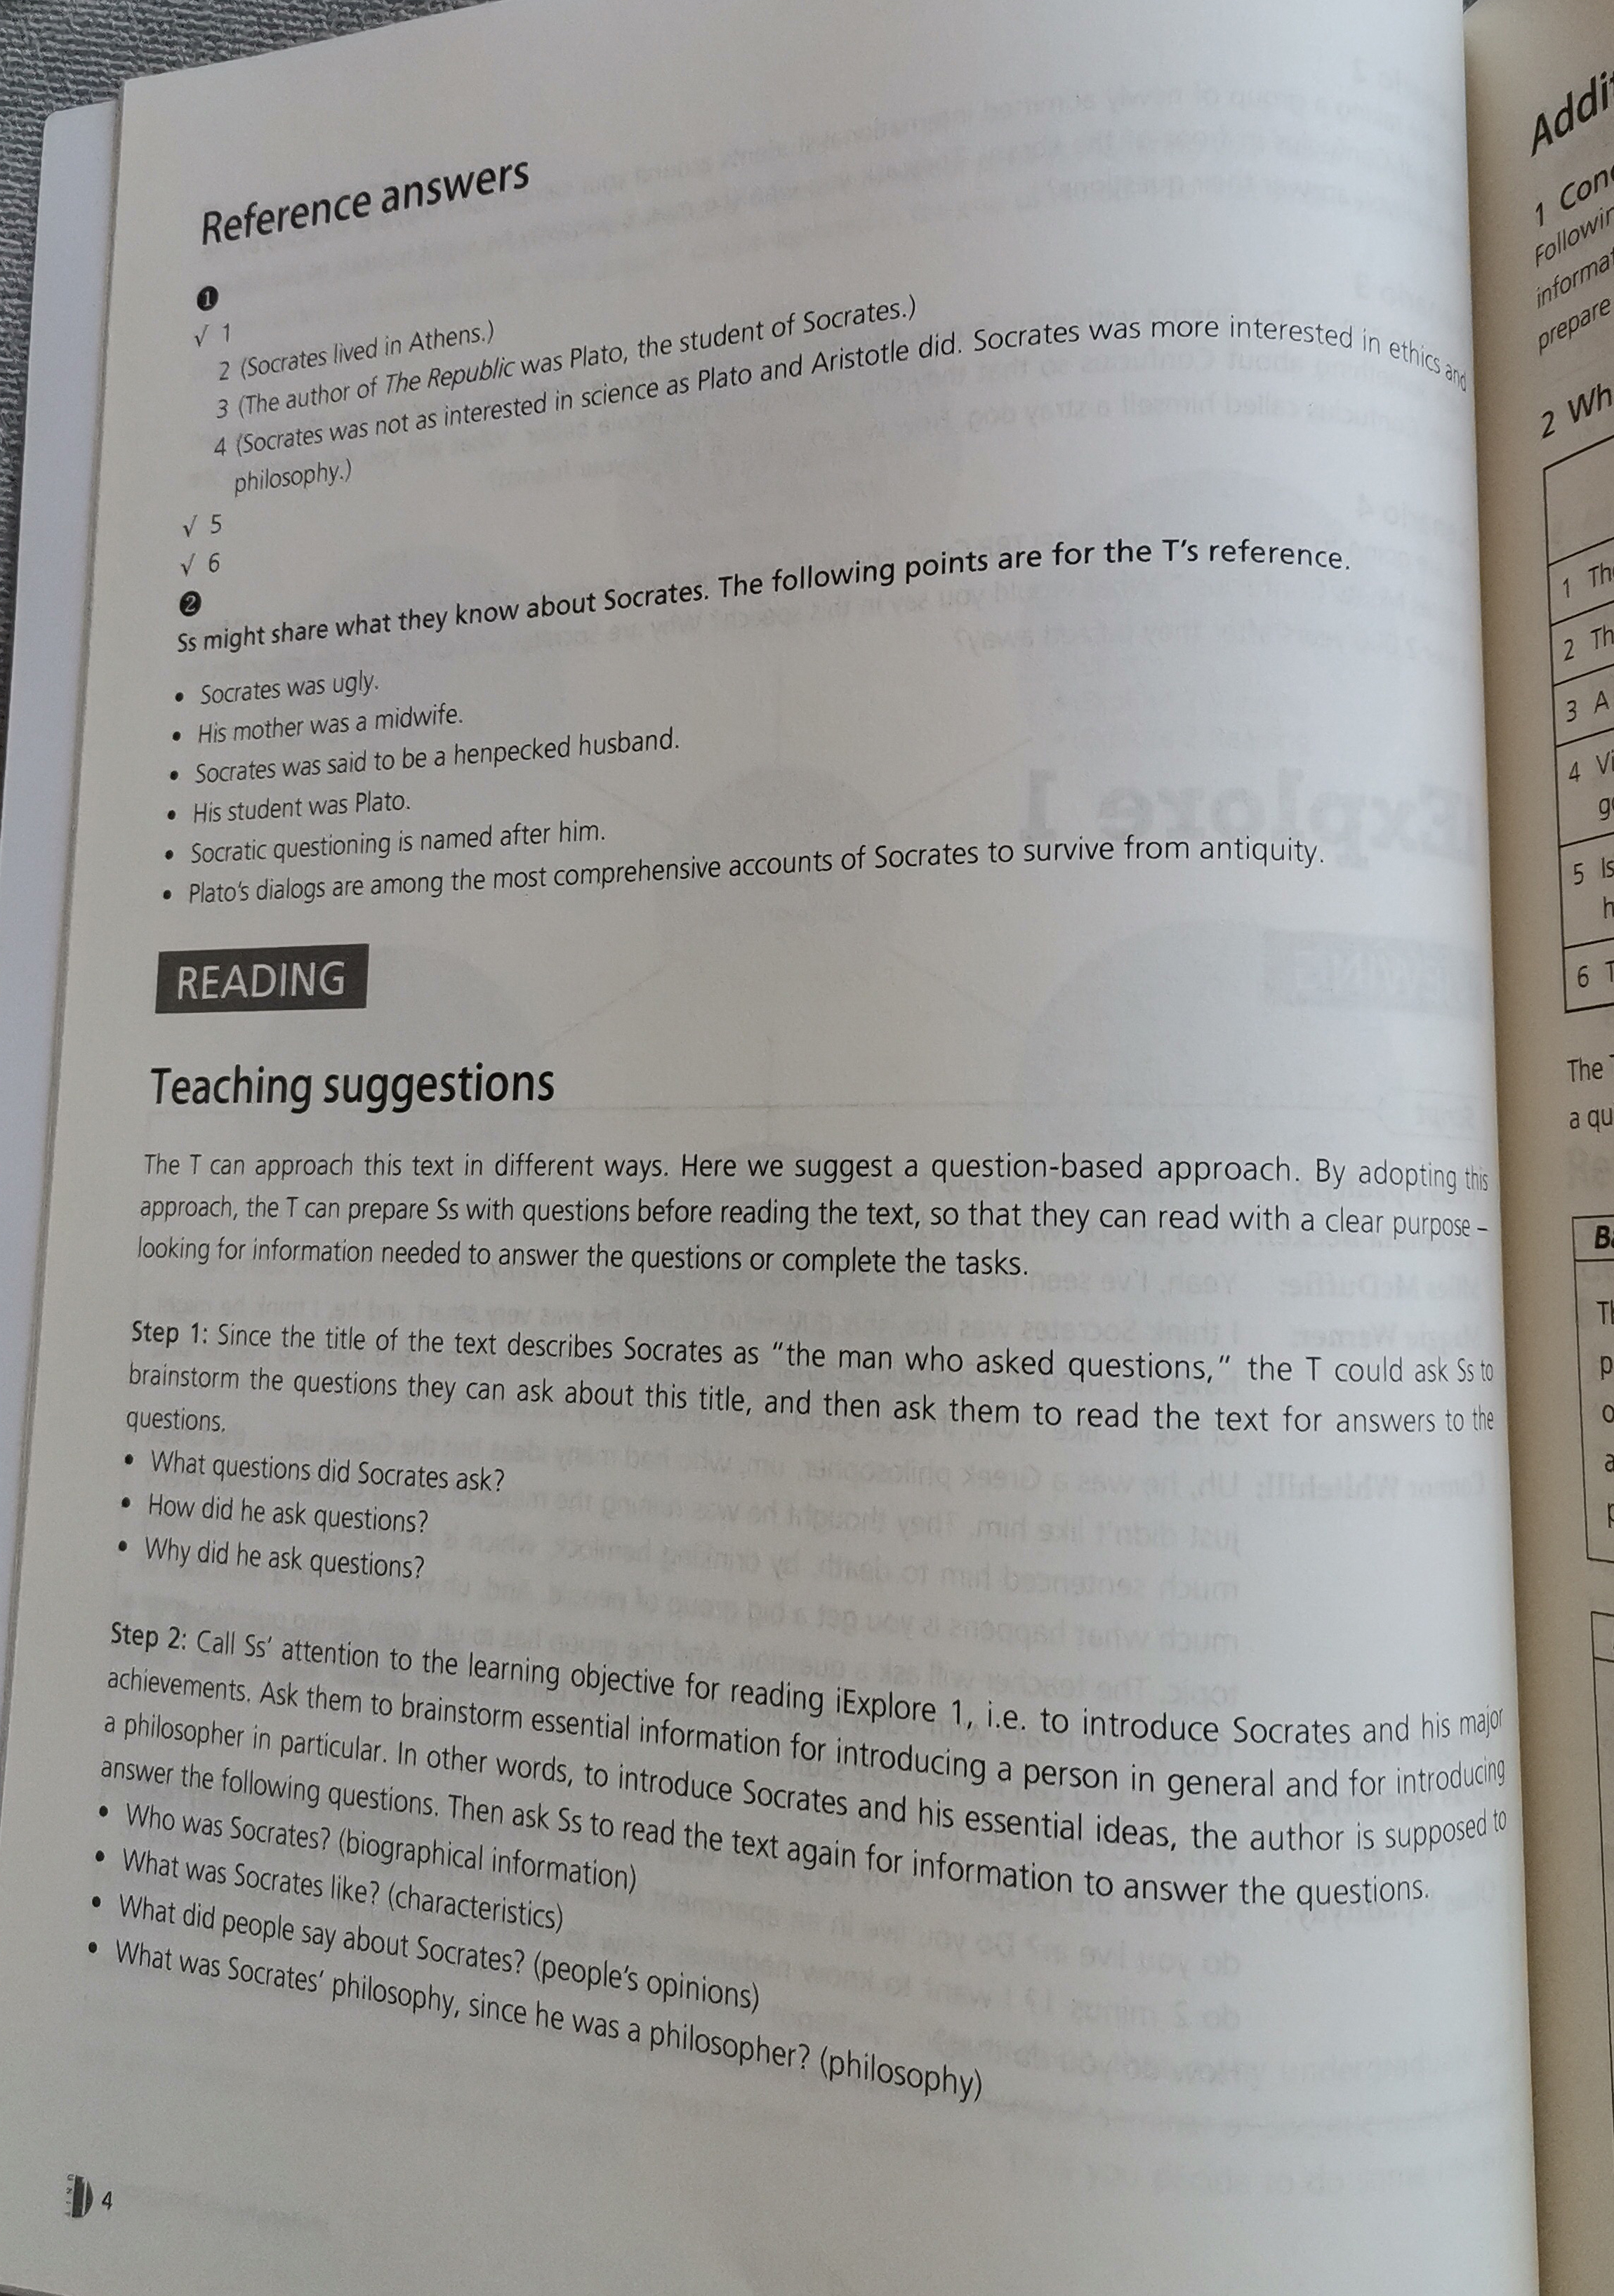 Reference answers
❶
√ 1
2 (Socrates lived in Athens.)
3 (The author of The Republic was Plato, the student of Socrates.)
4 (Socrates was not as interested in science as Plato and Aristotle did. Socrates was more interested in ethics and
philosophy.)
√ 5
√ 6
❷
Ss might share what they know about Socrates. The following points are for the T's reference.
• Socrates was ugly.
• His mother was a midwife.
• Socrates was said to be a henpecked husband.
• His student was Plato.
• Socratic questioning is named after him.
• Plato's dialogs are among the most comprehensive accounts of Socrates to survive from antiquity.
READING
Teaching suggestions
The T can approach this text in different ways. Here we suggest a question-based approach. By adopting this
approach, the T can prepare Ss with questions before reading the text, so that they can read with a clear purpose –
looking for information needed to answer the questions or complete the tasks.
Step 1: Since the title of the text describes Socrates as "the man who asked questions," the T could ask Ss to
brainstorm the questions they can ask about this title, and then ask them to read the text for answers to the
questions.
• What questions did Socrates ask?
• How did he ask questions?
• Why did he ask questions?
Step 2: Call Ss' attention to the learning objective for reading iExplore 1, i.e. to introduce Socrates and his major
achievements. Ask them to brainstorm essential information for introducing a person in general and for introducing
a philosopher in particular. In other words, to introduce Socrates and his essential ideas, the author is supposed to
answer the following questions. Then ask Ss to read the text again for information to answer the questions.
• Who was Socrates? (biographical information)
• What was Socrates like? (characteristics)
• What did people say about Socrates? (people's opinions)
• What was Socrates' philosophy, since he was a philosopher? (philosophy)
4
1
2
1
2
3 A
4
5
6
The